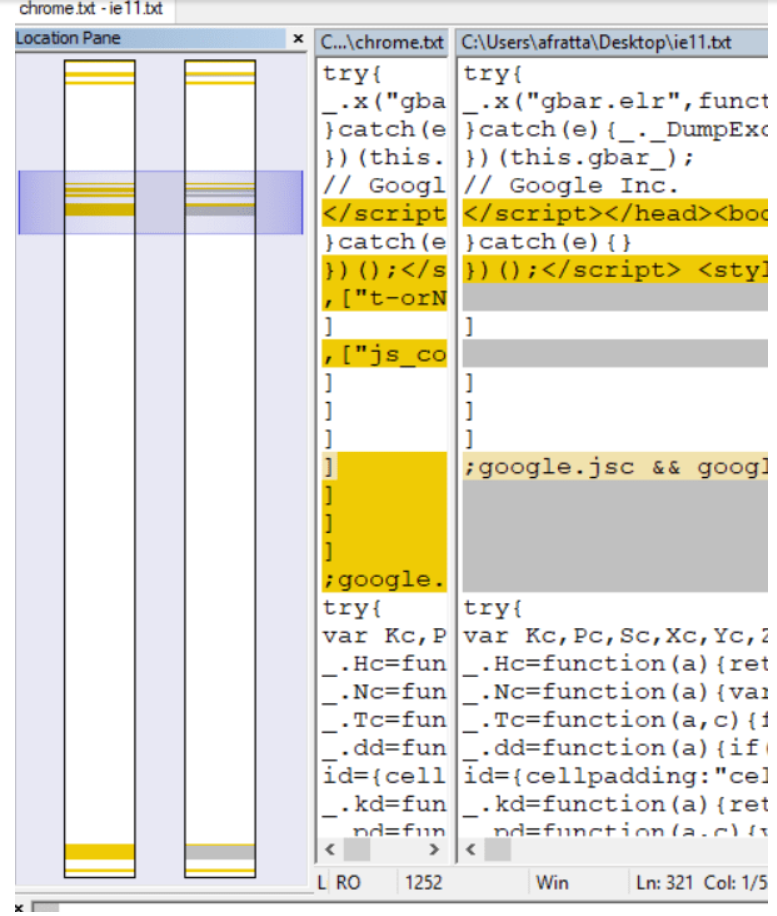 chrome.txt - ie11.txt
Location Pane ×
C...\chrome.txt
try{
_.x("gba
}catch(e
})(this.
// Googl
</script
}catch(e
})();</s
,["t-orN
]
,["js_co
]
]
]
]
]
]
]
;google.
try{
var Kc,P
_.Hc=fun
_.Nc=fun
_.Tc=fun
_.dd=fun
id={cell
_.kd=fun
pd=fun
C:\Users\afratta\Desktop\ie11.txt
try{
_.x("gbar.elr",funct
}catch(e){_._DumpExc
})(this.gbar_);
// Google Inc.
</script></head><boo
}catch(e){}
})();</script> <styl
]
]
]
]
;google.jsc && googl
try{
var Kc,Pc,Sc,Xc,Yc,Z
_.Hc=function(a){ret
_.Nc=function(a){var
_.Tc=function(a,c){f
_.dd=function(a){if(
id={cellpadding:"cel
_.kd=function(a){ret
pd=function(a,c){v
L RO 1252 Win Ln: 321 Col: 1/5
×